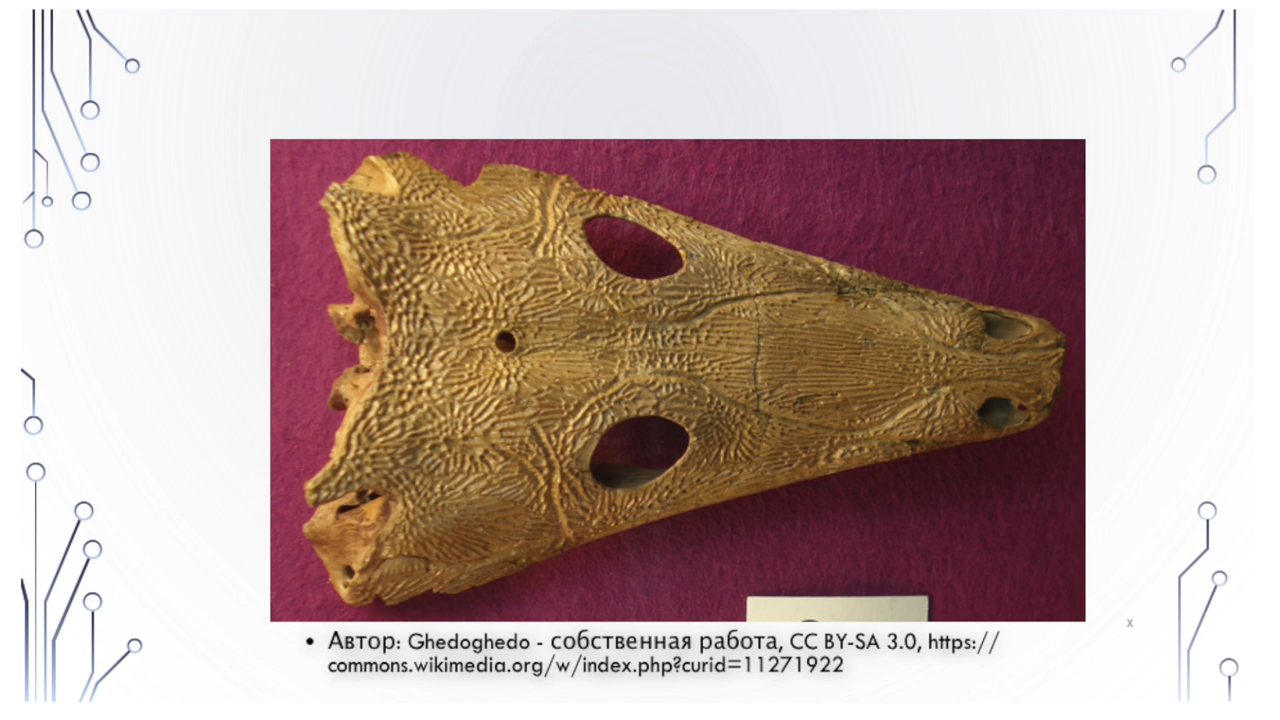 • Автор: Ghedoghedo - собственная работа, CC BY-SA 3.0, https://
commons.wikimedia.org/w/index.php?curid=11271922
x